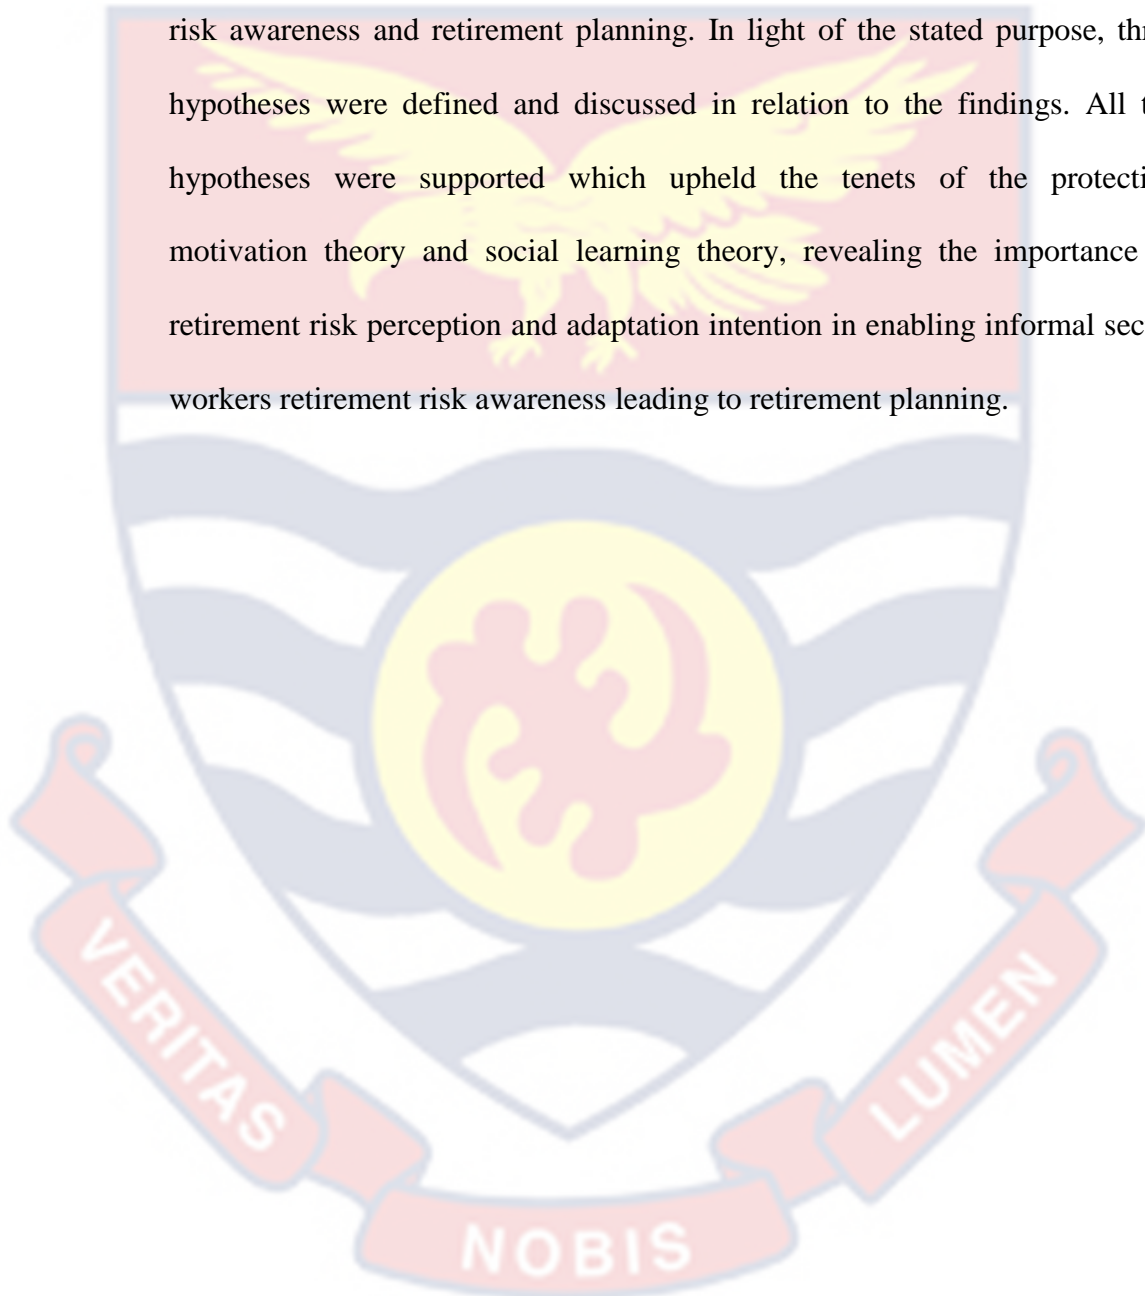 risk awareness and retirement planning. In light of the stated purpose, thr
hypotheses were defined and discussed in relation to the findings. All t
hypotheses were supported which upheld the tenets of the protecti
motivation theory and social learning theory, revealing the importance
retirement risk perception and adaptation intention in enabling informal sec
workers retirement risk awareness leading to retirement planning.
VERITAS
NOBIS
LUMEN